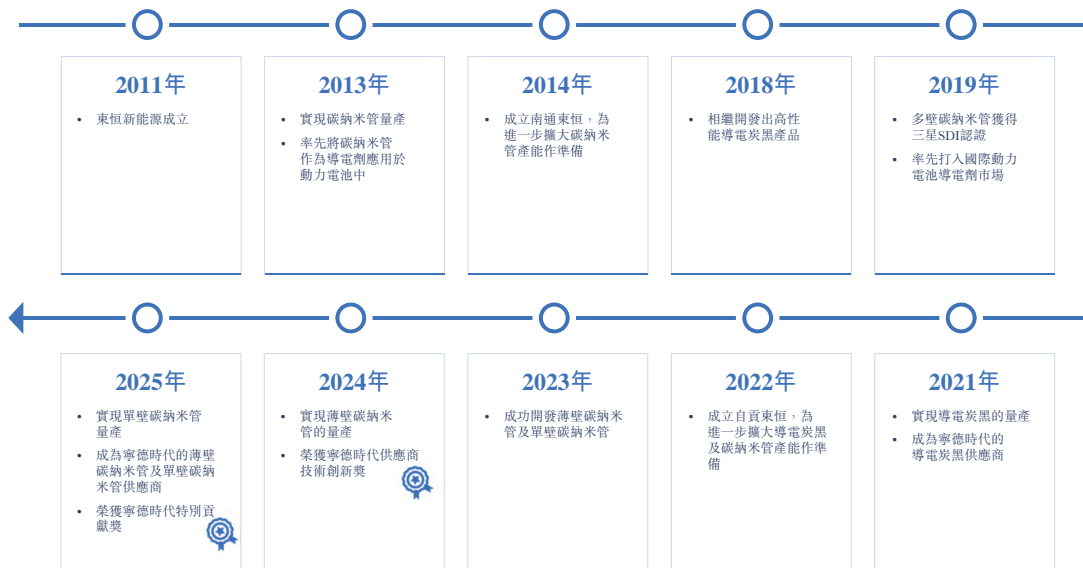 2011年
• 東恒新能源成立
2013年
• 實現碳納米管量產
• 率先將碳納米管
作為導電劑應用於
動力電池中
2014年
• 成立南通東恒，為
進一步擴大碳納米
管產能作準備
2018年
• 相繼開發出高性
能導電炭黑產品
2019年
• 多壁碳納米管獲得
三星SDI認證
• 率先打入國際動力
電池導電劑市場
2025年
• 實現單壁碳納米管
量產
• 成為寧德時代的薄壁
碳納米管及單壁碳納
米管供應商
• 榮獲寧德時代特別貢
獻獎
2024年
• 實現薄壁碳納米
管的量產
• 榮獲寧德時代供應商
技術創新獎
2023年
• 成功開發薄壁碳納米
管及單壁碳納米管
2022年
• 成立自貢東恒，為
進一步擴大導電炭黑
及碳納米管產能作準
備
2021年
• 實現導電炭黑的量產
• 成為寧德時代的
導電炭黑供應商